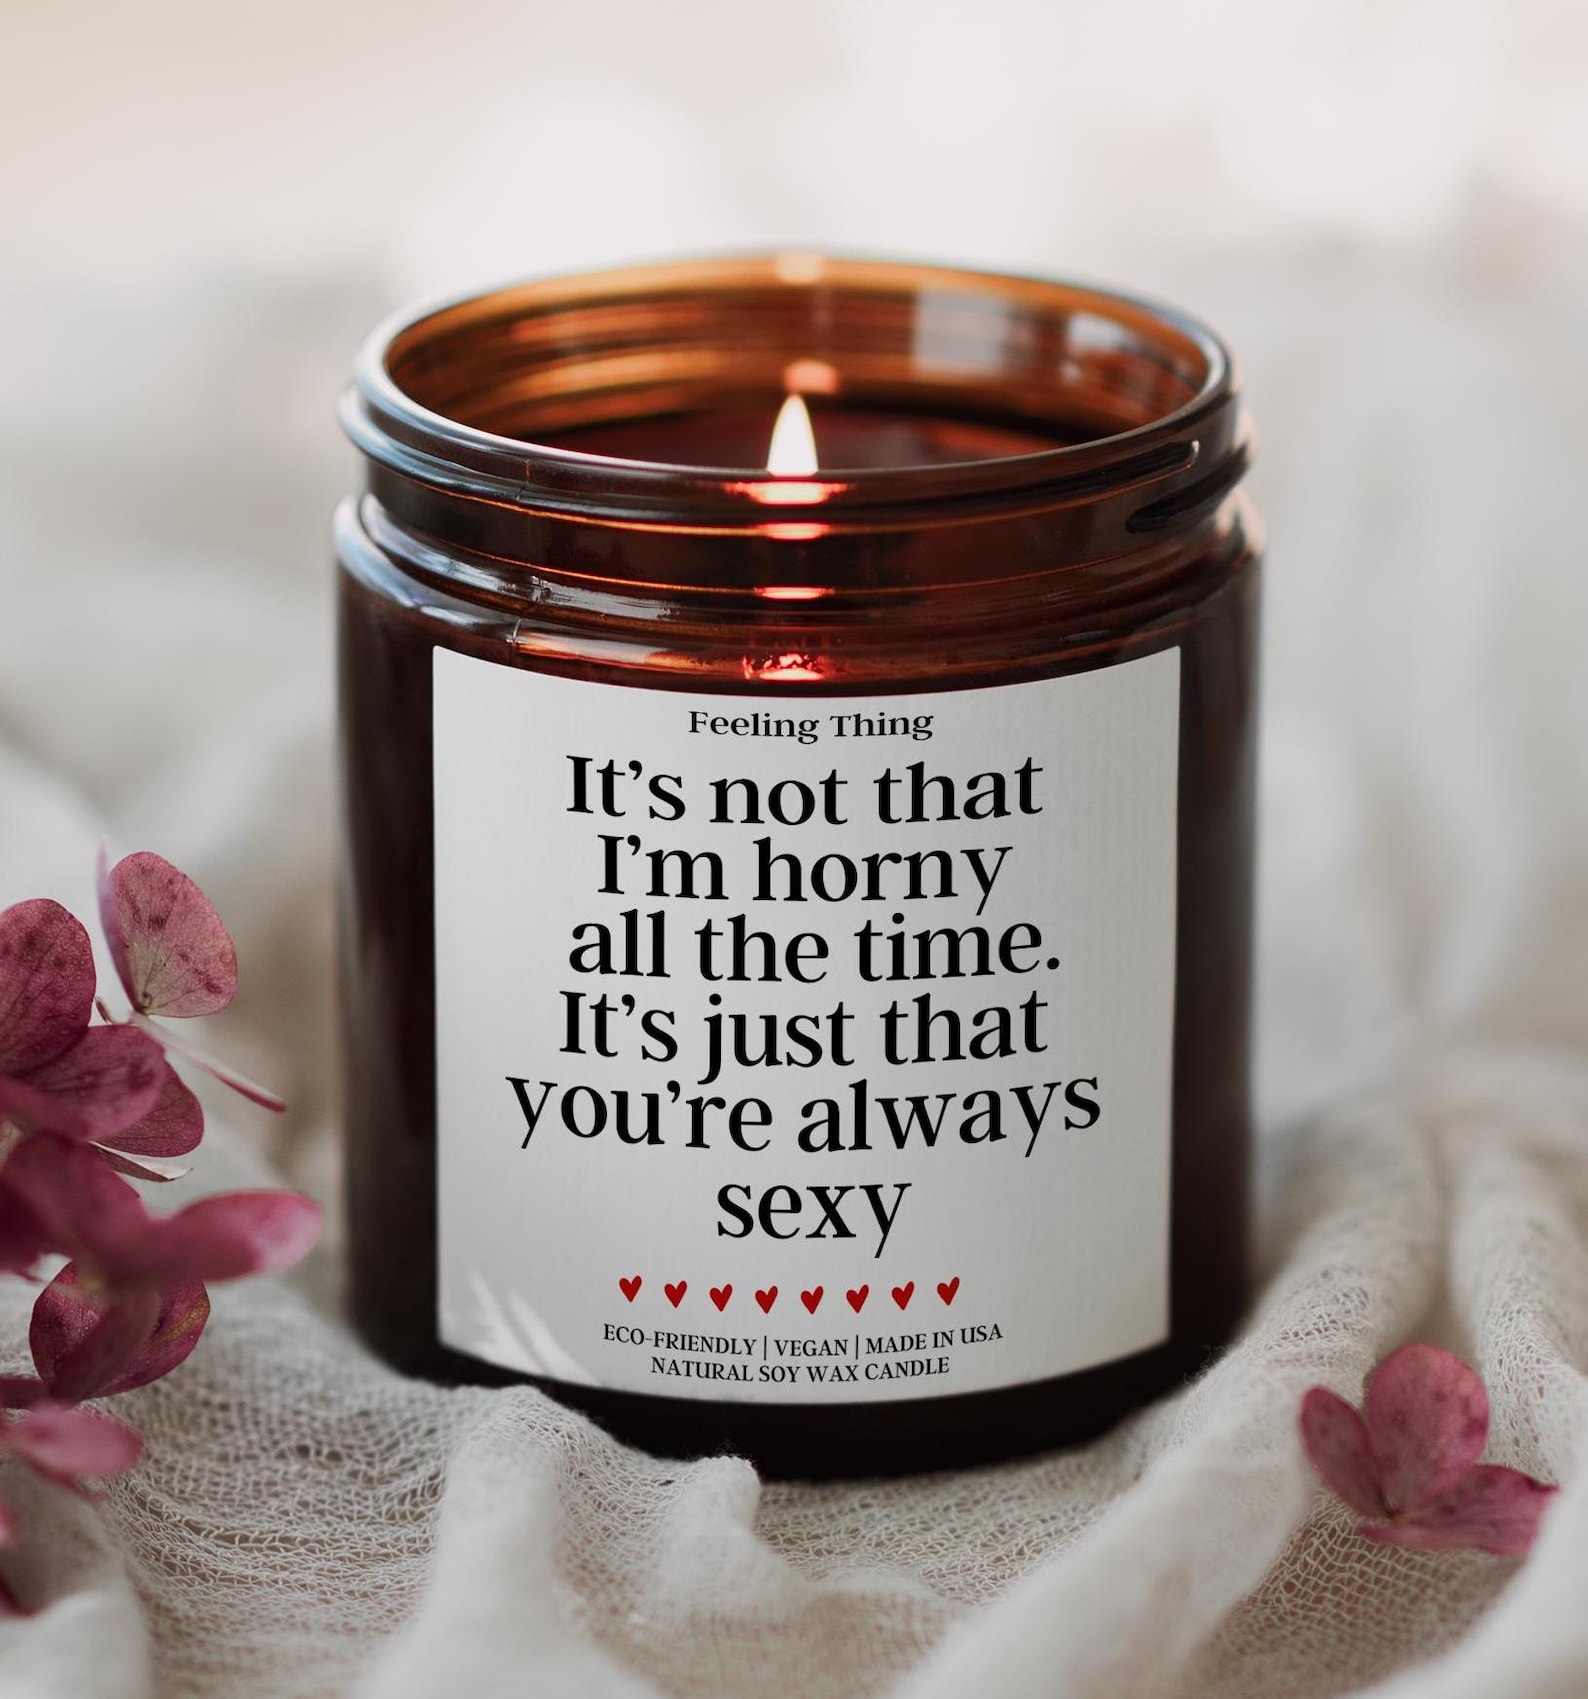 Feeling Thing
It's not that
I'm horny
all the time.
It's just that
you're always
sexy
ECO-FRIENDLY | VEGAN | MADE IN USA
NATURAL SOY WAX CANDLE